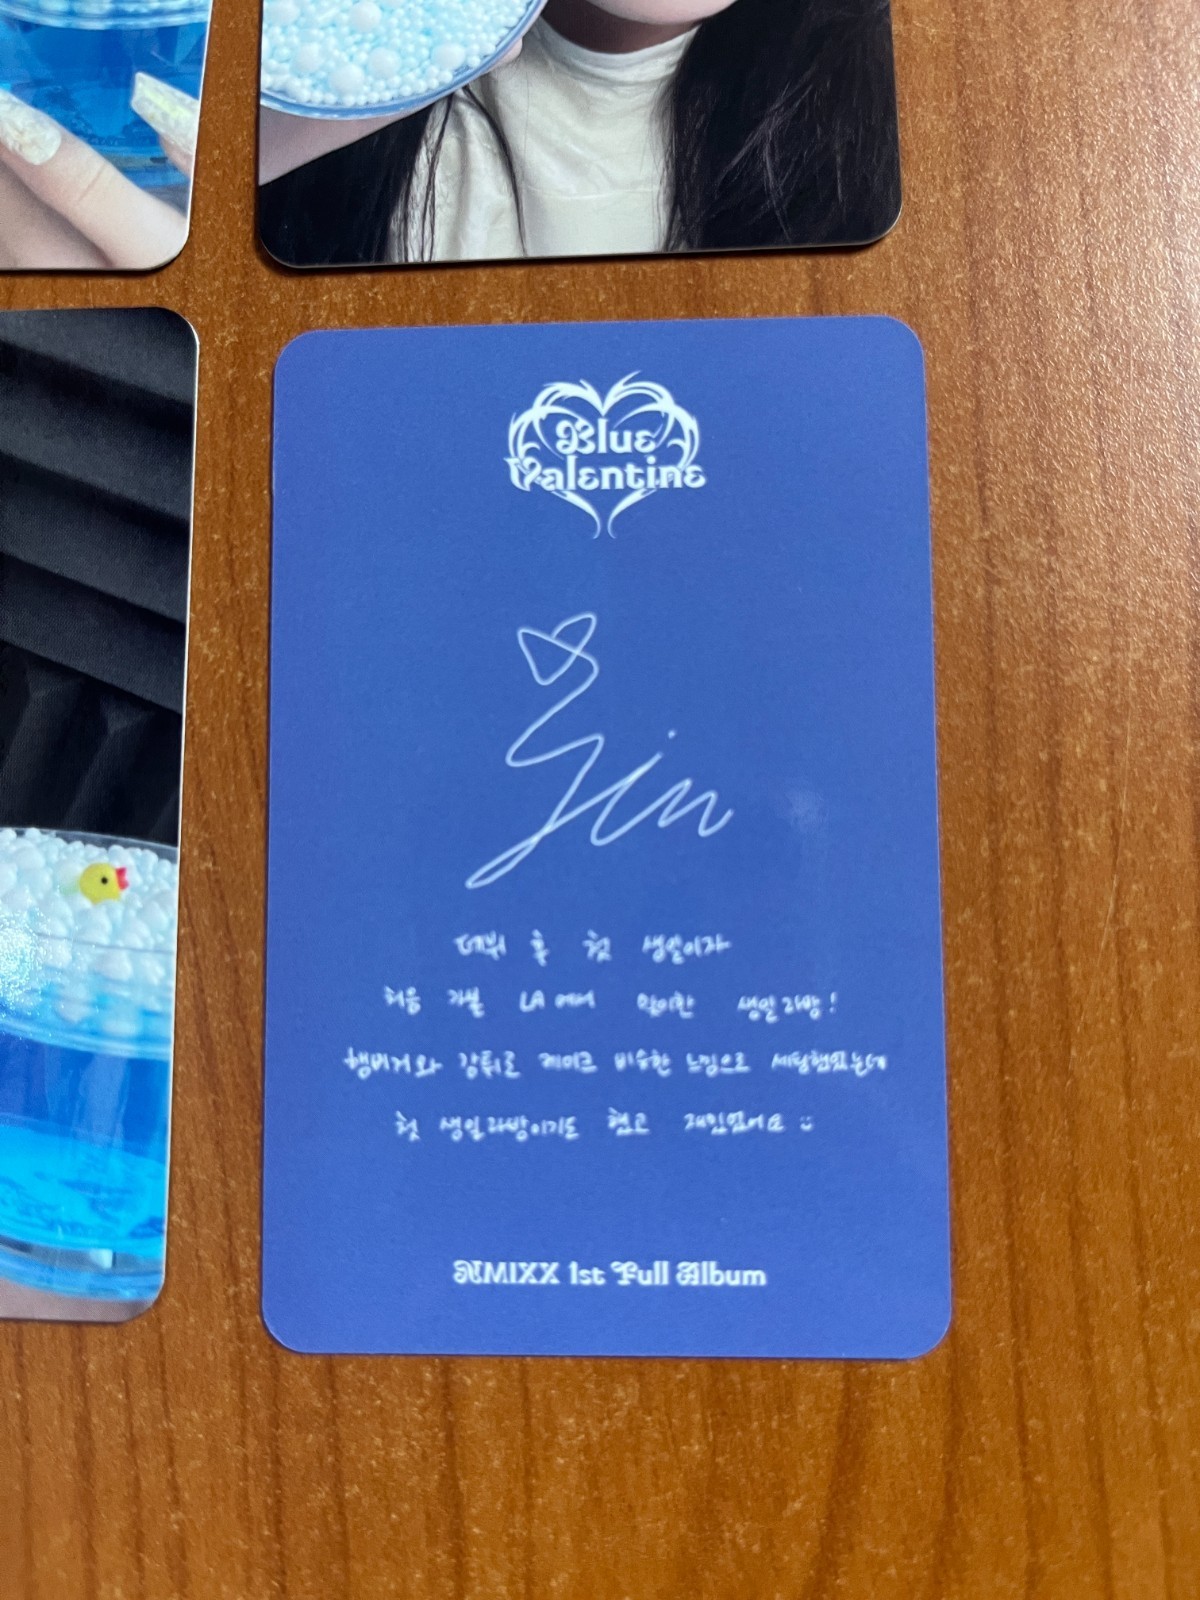 Blue
Valentine
데뷔 후 첫 생일이자
처음 가본 LA에서 맞이한 생일라방!
햄버거와 감튀로 케이크 비슷한 느낌으로 세팅했었는데
첫 생일라방이기도 했고 재밌었어요 :)
NMIXX 1st Full Album